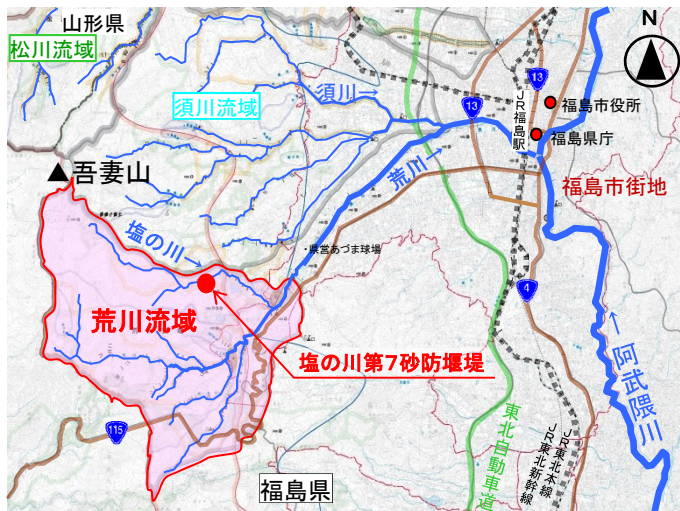 山形県
N
松川流域
須川流域
須川→
13
13
福島市役所
JR福島駅
福島県庁
荒川→
吾妻山
福島市街地
塩の川→
・県営あづま球場
4
荒川流域
塩の川第7砂防堰堤
←阿武隈川
115
東北自動車道
JR東北本線
JR東北新幹線
福島県